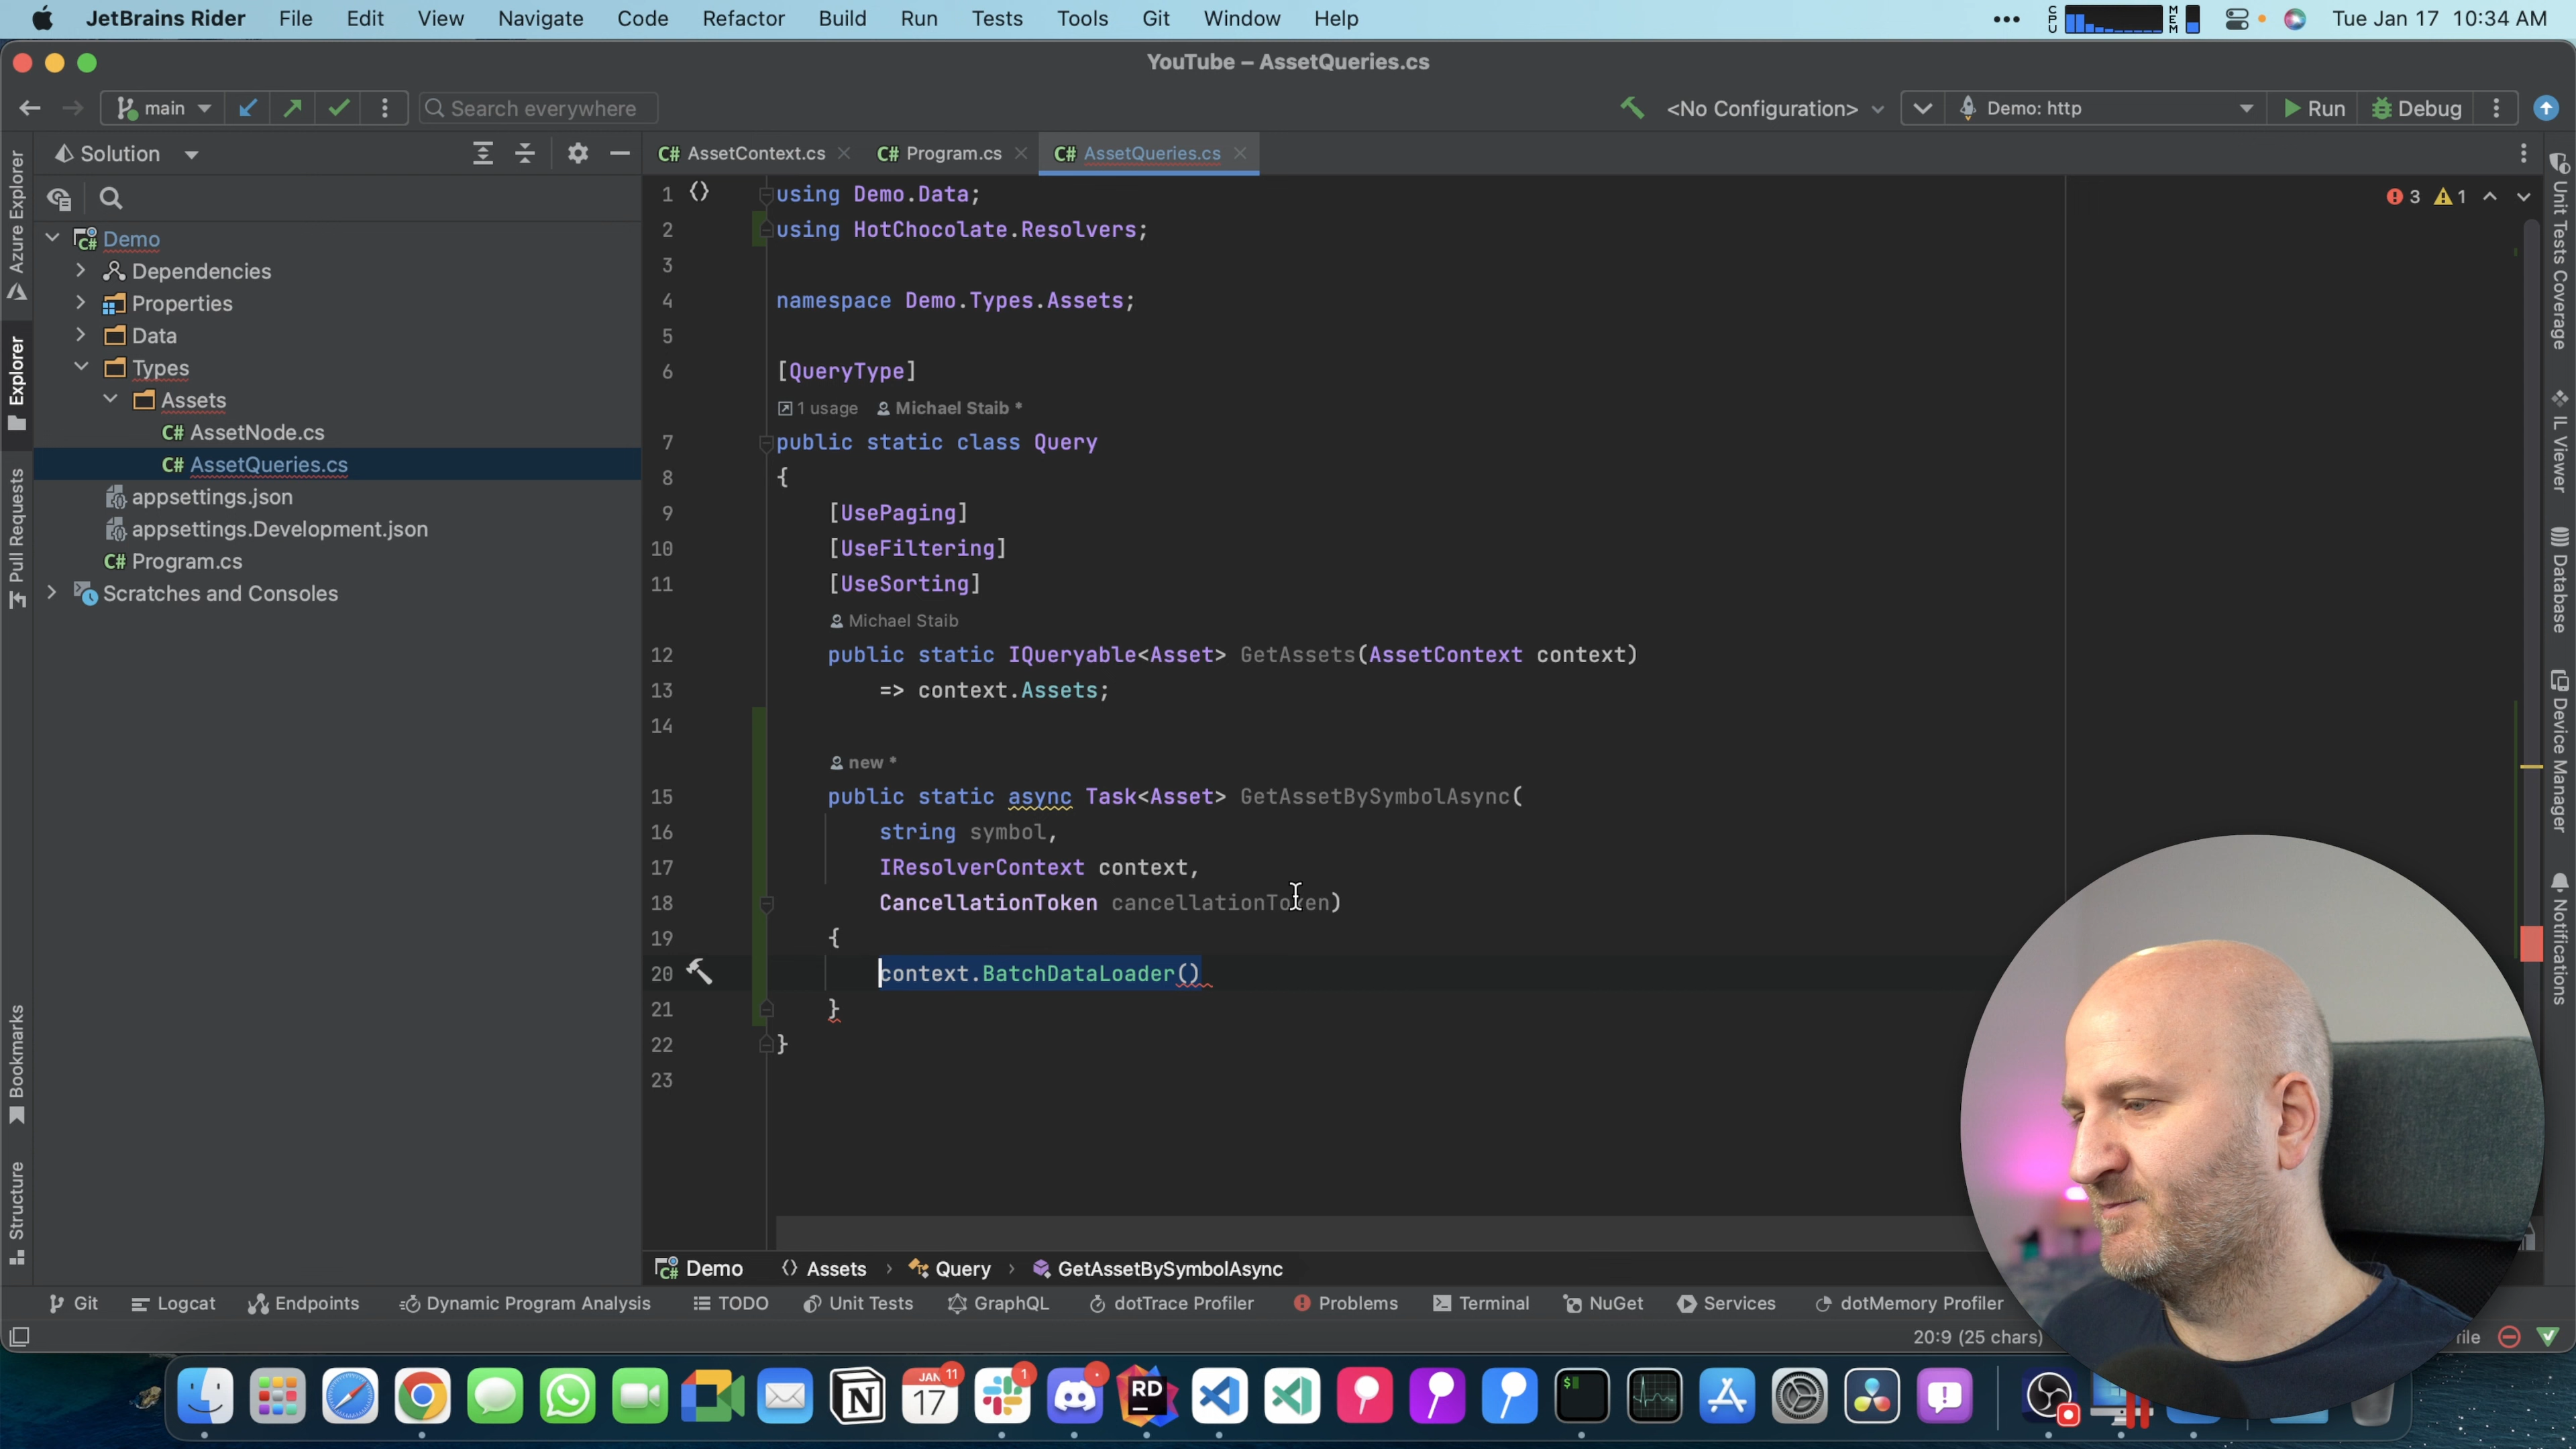 JetBrains Rider File Edit View Navigate Code Refactor Build Run Tests Tools Git Window Help ••• CPU MEM Tue Jan 17 10:34 AM
YouTube – AssetQueries.cs
main Search everywhere <No Configuration> Demo: http Run Debug
Solution
C# AssetContext.cs C# Program.cs C# AssetQueries.cs
Azure Explorer
Explorer
Pull Requests
Bookmarks
Structure
Demo
Dependencies
Properties
Data
Types
Assets
C# AssetNode.cs
C# AssetQueries.cs
appsettings.json
appsettings.Development.json
C# Program.cs
Scratches and Consoles
3 1
1 using Demo.Data;
2 using HotChocolate.Resolvers;
3
4 namespace Demo.Types.Assets;
5
6 [QueryType]
1 usage Michael Staib *
7 public static class Query
8 {
9 [UsePaging]
10 [UseFiltering]
11 [UseSorting]
Michael Staib
12 public static IQueryable<Asset> GetAssets(AssetContext context)
13 => context.Assets;
14
new *
15 public static async Task<Asset> GetAssetBySymbolAsync(
16 string symbol,
17 IResolverContext context,
18 CancellationToken cancellationToken)
19 {
20 context.BatchDataLoader()
21 }
22 }
23
Unit Tests Coverage
IL Viewer
Database
Device Manager
Notifications
Demo Assets › Query › GetAssetBySymbolAsync
Git Logcat Endpoints Dynamic Program Analysis TODO Unit Tests GraphQL dotTrace Profiler Problems Terminal NuGet Services dotMemory Profiler
20:9 (25 chars)
JAN 11
17
1
RD
$